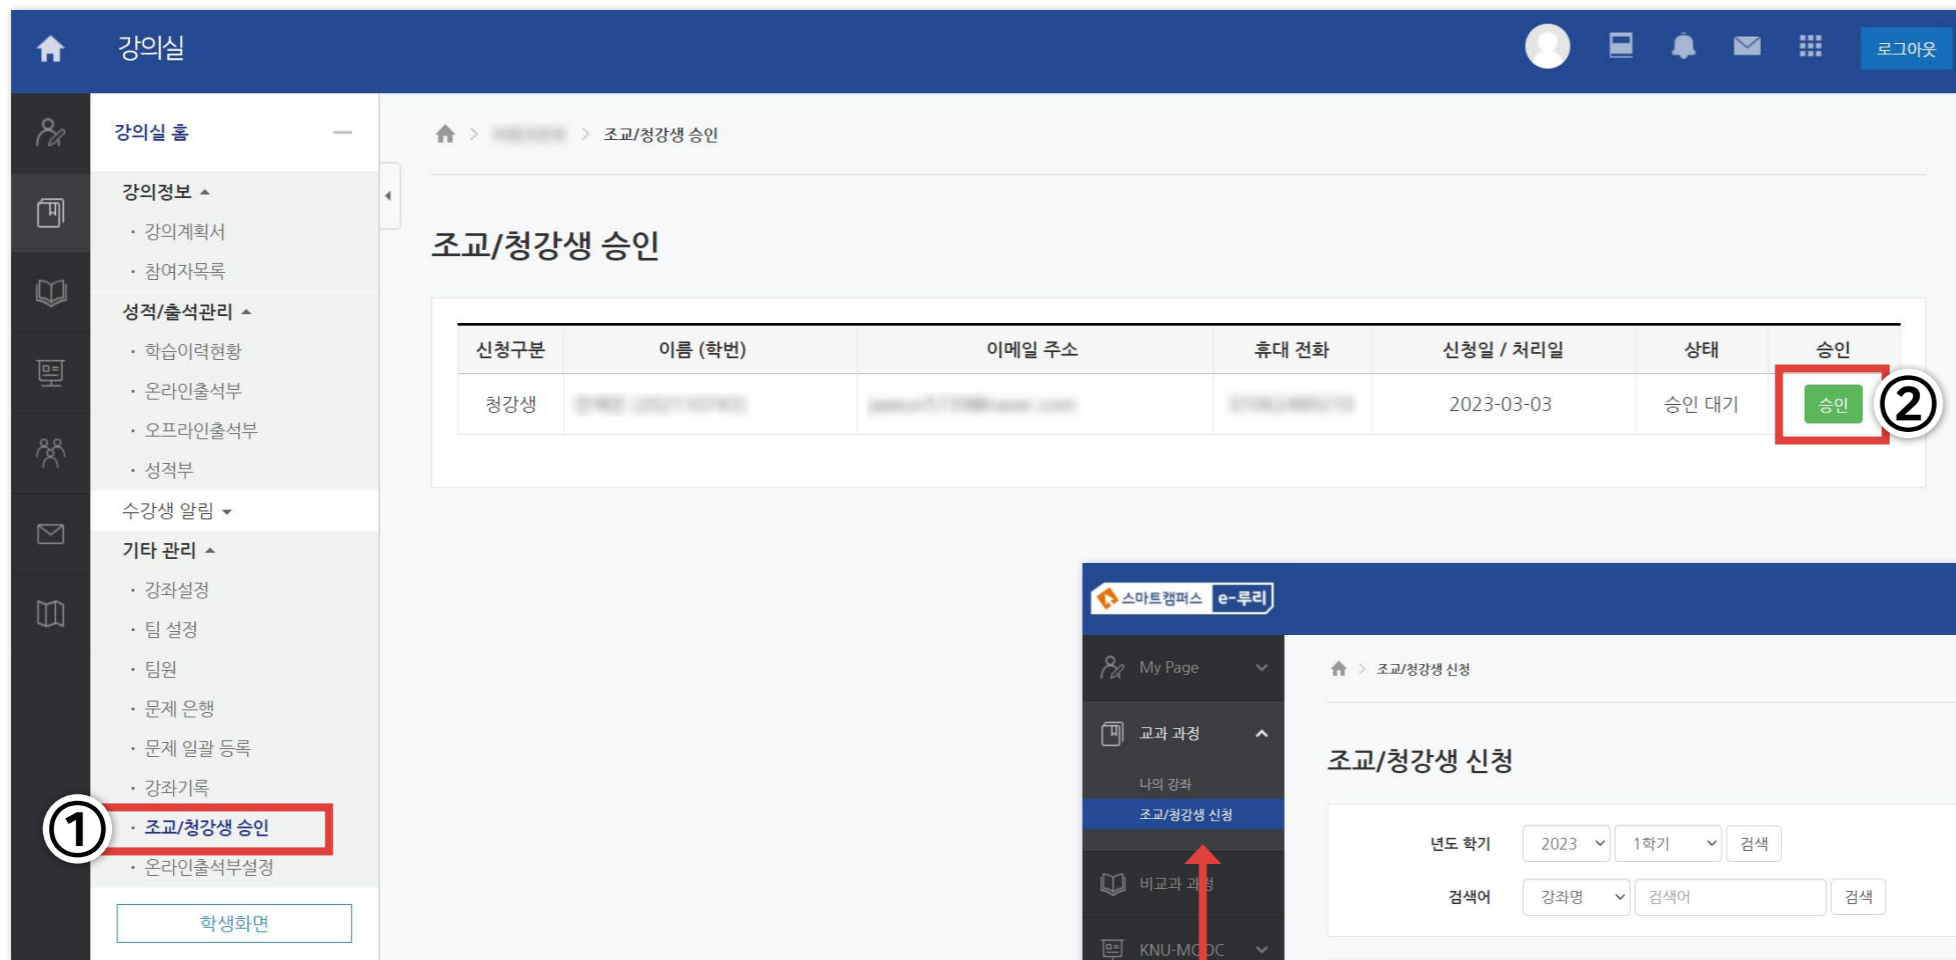 강의실
로그아웃
강의실 홈
강의정보
· 강의계획서
· 참여자목록
성적/출석관리
· 학습이력현황
· 온라인출석부
· 오프라인출석부
· 성적부
수강생 알림
기타 관리
· 강좌설정
· 팀 설정
· 팀원
· 문제 은행
· 문제 일괄 등록
· 강좌기록
① · 조교/청강생 승인
· 온라인출석부설정
학생화면
> > 조교/청강생 승인
조교/청강생 승인
신청구분 이름 (학번) 이메일 주소 휴대 전화 신청일 / 처리일 상태 승인
청강생 2023-03-03 승인 대기 승인 ②
스마트캠퍼스 e-루리
My Page
교과 과정
나의 강좌
조교/청강생 신청
비교과 과정
KNU-MOOC
> 조교/청강생 신청
조교/청강생 신청
년도 학기 2023 1학기 검색
검색어 강좌명 검색어 검색